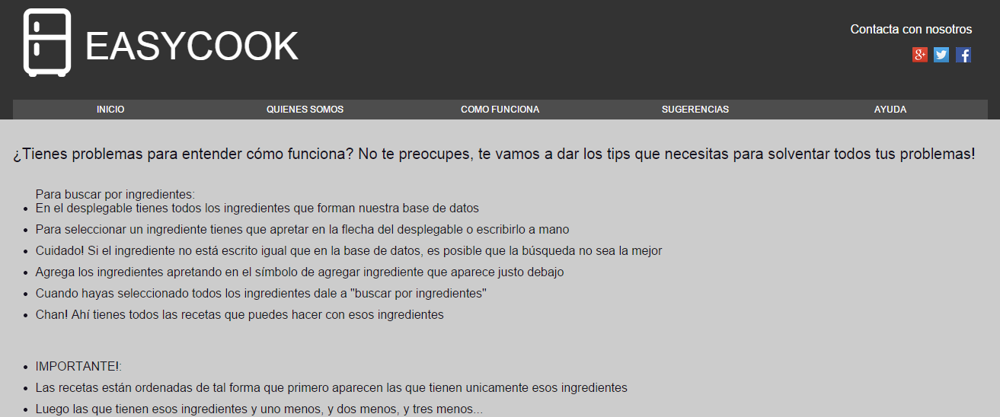 EASYCOOK
Contacta con nosotros
INICIO
QUIENES SOMOS
COMO FUNCIONA
SUGERENCIAS
AYUDA
¿Tienes problemas para entender cómo funciona? No te preocupes, te vamos a dar los tips que necesitas para solventar todos tus problemas!
Para buscar por ingredientes:
• En el desplegable tienes todos los ingredientes que forman nuestra base de datos
• Para seleccionar un ingrediente tienes que apretar en la flecha del desplegable o escribirlo a mano
• Cuidado! Si el ingrediente no está escrito igual que en la base de datos, es posible que la búsqueda no sea la mejor
• Agrega los ingredientes apretando en el símbolo de agregar ingrediente que aparece justo debajo
• Cuando hayas seleccionado todos los ingredientes dale a "buscar por ingredientes"
• Chan! Ahí tienes todos las recetas que puedes hacer con esos ingredientes
• IMPORTANTE!:
• Las recetas están ordenadas de tal forma que primero aparecen las que tienen unicamente esos ingredientes
• Luego las que tienen esos ingredientes y uno menos, y dos menos, y tres menos...